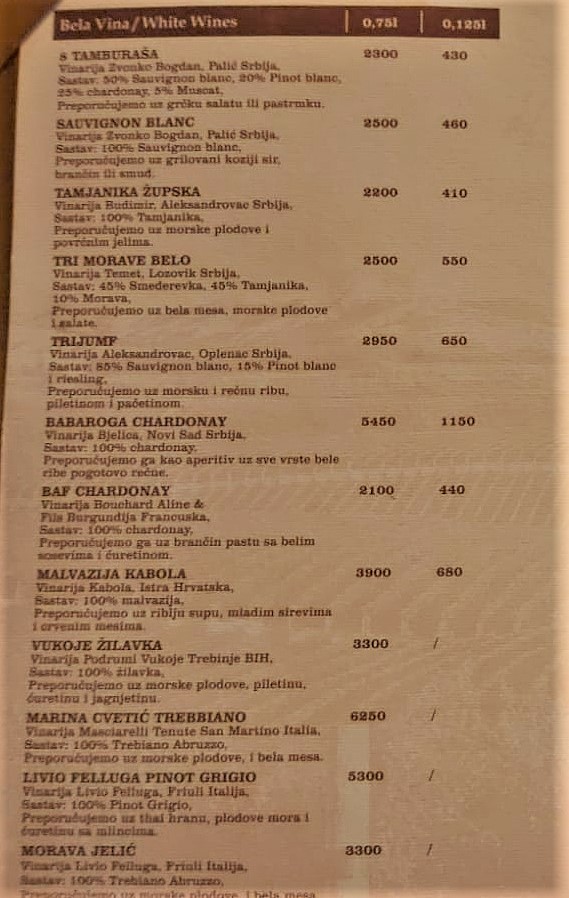 Bela Vina/White Wines | 0,75l | 0,125l
8 TAMBURAŠA 2300 430
Vinarija Zvonko Bogdan, Palić Srbija,
Sastav: 50% Sauvignon blanc, 20% Pinot blanc,
25% chardonay, 5% Muscat,
Preporučujemo uz grčku salatu ili pastrmku.
SAUVIGNON BLANC 2500 460
Vinarija Zvonko Bogdan, Palić Srbija,
Sastav: 100% Sauvignon blanc,
Preporučujemo uz grilovani koziji sir,
brančin ili smuđ.
TAMJANIKA ŽUPSKA 2200 410
Vinarija Budimir, Aleksandrovac Srbija,
Sastav: 100% Tamjanika,
Preporučujemo uz morske plodove i
povrćnim jelima.
TRI MORAVE BELO 2500 550
Vinarija Temet, Lozovik Srbija,
Sastav: 45% Smederevka, 45% Tamjanika,
10% Morava,
Preporučujemo uz bela mesa, morske plodove
i salate.
TRIJUMF 2950 650
Vinarija Aleksandrovac, Oplenac Srbija,
Sastav: 85% Sauvignon blanc, 15% Pinot blanc
i riesling,
Preporučujemo uz morsku i rečnu ribu,
piletinom i pačetinom.
BABAROGA CHARDONAY 5450 1150
Vinarija Bjelica, Novi Sad Srbija,
Sastav: 100% chardonay,
Preporučujemo ga kao aperitiv uz sve vrste bele
ribe pogotovo rečne.
BAF CHARDONAY 2100 440
Vinarija Bouchard Aline &
Fils Burgundija Francuska,
Sastav: 100% chardonay,
Preporučujemo ga uz brančin pastu sa belim
sosevima i ćuretinom.
MALVAZIJA KABOLA 3900 680
Vinarija Kabola, Istra Hrvatska,
Sastav: 100% malvazija,
Preporučujemo uz riblju supu, mladim sirevima
i crvenim mesima.
VUKOJE ŽILAVKA 3300 /
Vinarija Podrumi Vukoje Trebinje BIH,
Sastav: 100% žilavka,
Preporučujemo uz morske plodove, piletinu,
ćuretinu i jagnjetinu.
MARINA CVETIĆ TREBBIANO 6250 /
Vinarija Masciarelli Tenute San Martino Italia,
Sastav: 100% Trebiano Abruzzo,
Preporučujemo uz morske plodove, i bela mesa.
LIVIO FELLUGA PINOT GRIGIO 5300 /
Vinarija Livio Felluga, Friuli Italija,
Sastav: 100% Pinot Grigio,
Preporučujemo uz thai hranu, plodove mora i
ćuretinu sa mlincima.
MORAVA JELIĆ 3300 /
Vinarija Livio Felluga, Friuli Italija,
Sastav: 100% Trebiano Abruzzo,
Preporučujemo uz morske plodove, i bela mesa